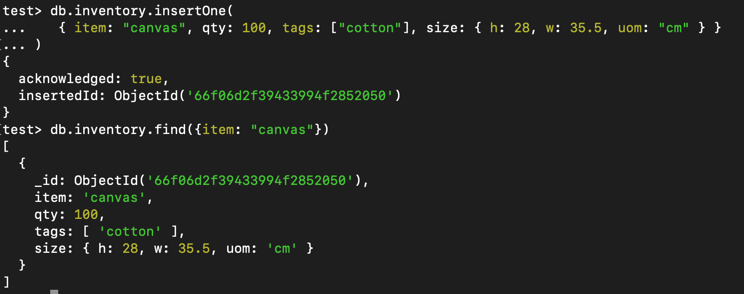 test> db.inventory.insertOne(
...     { item: "canvas", qty: 100, tags: ["cotton"], size: { h: 28, w: 35.5, uom: "cm" } }
[... )
{
  acknowledged: true,
  insertedId: ObjectId('66f06d2f39433994f2852050')
}
[test> db.inventory.find({item: "canvas"})
[
  {
    _id: ObjectId('66f06d2f39433994f2852050'),
    item: 'canvas',
    qty: 100,
    tags: [ 'cotton' ],
    size: { h: 28, w: 35.5, uom: 'cm' }
  }
]